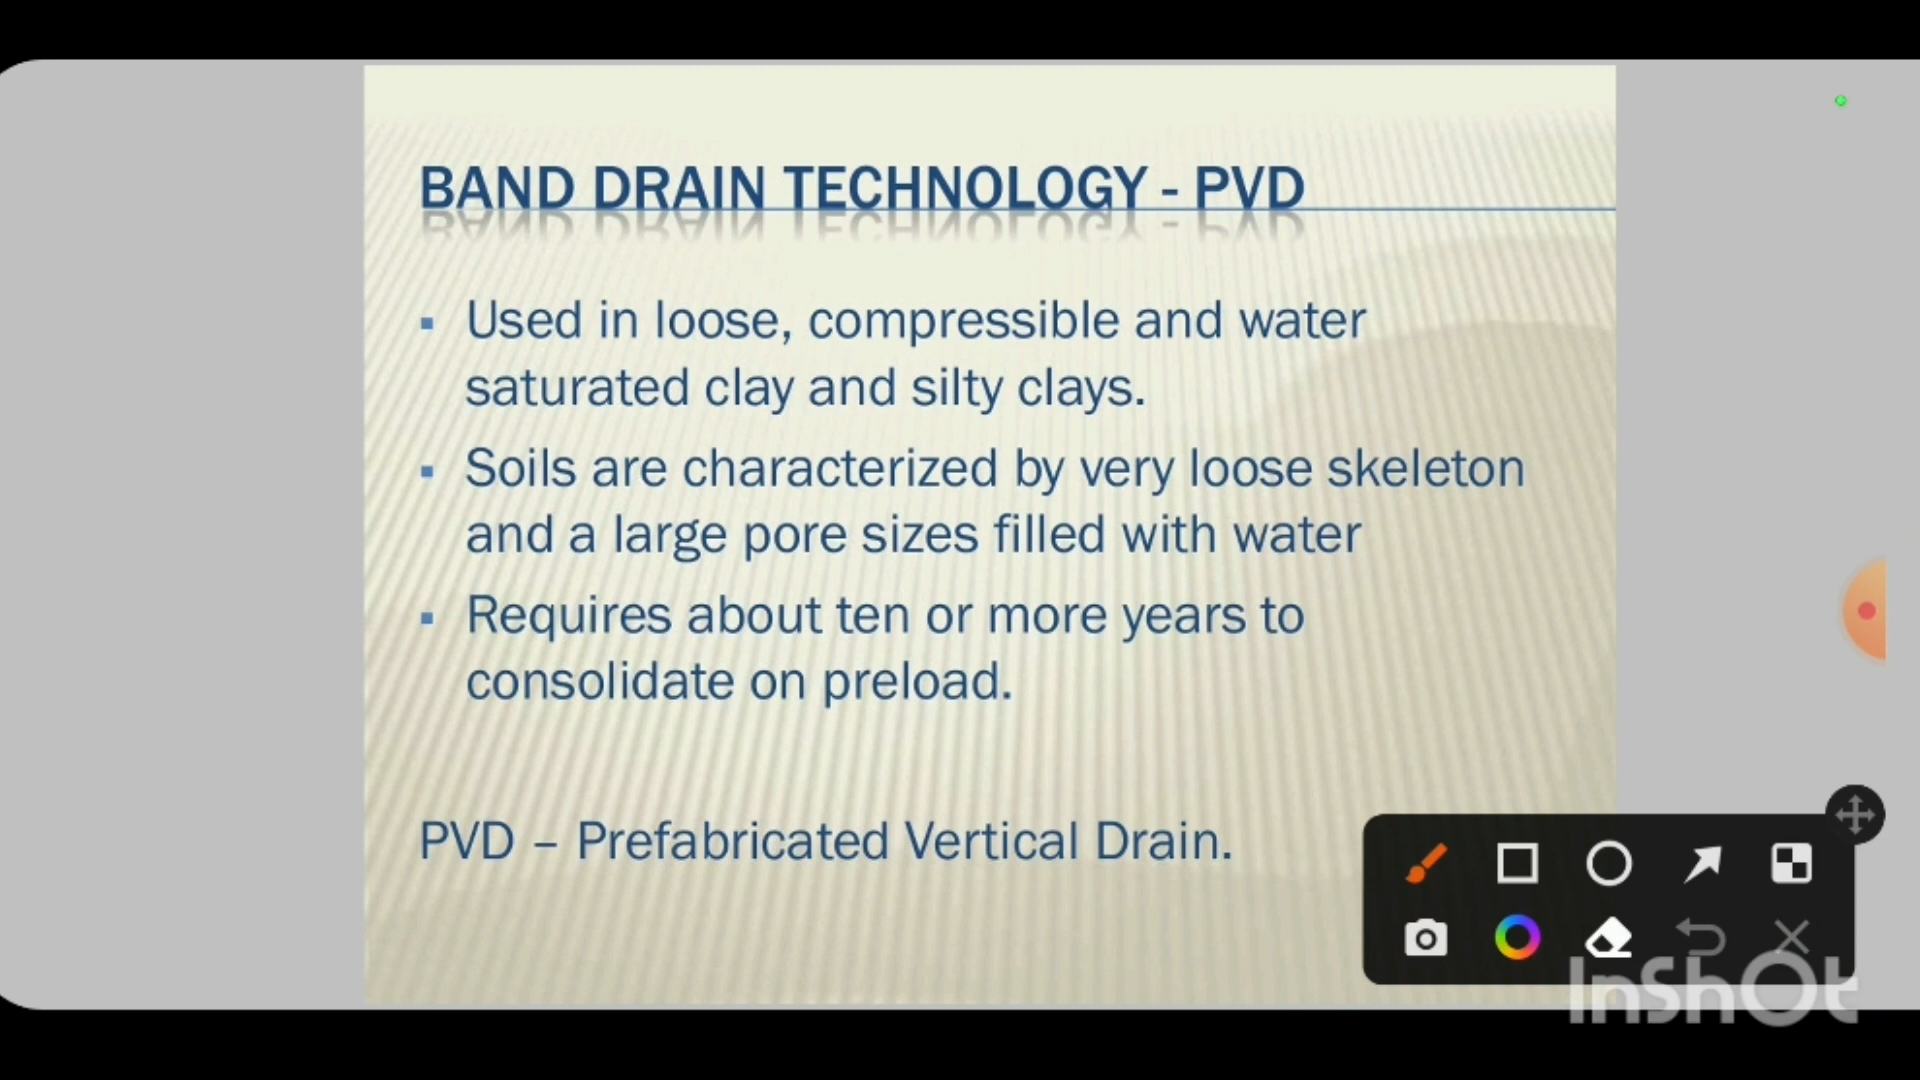 BAND DRAIN TECHNOLOGY - PVD
▪ Used in loose, compressible and water
saturated clay and silty clays.
▪ Soils are characterized by very loose skeleton
and a large pore sizes filled with water
▪ Requires about ten or more years to
consolidate on preload.
PVD – Prefabricated Vertical Drain.
InShOt